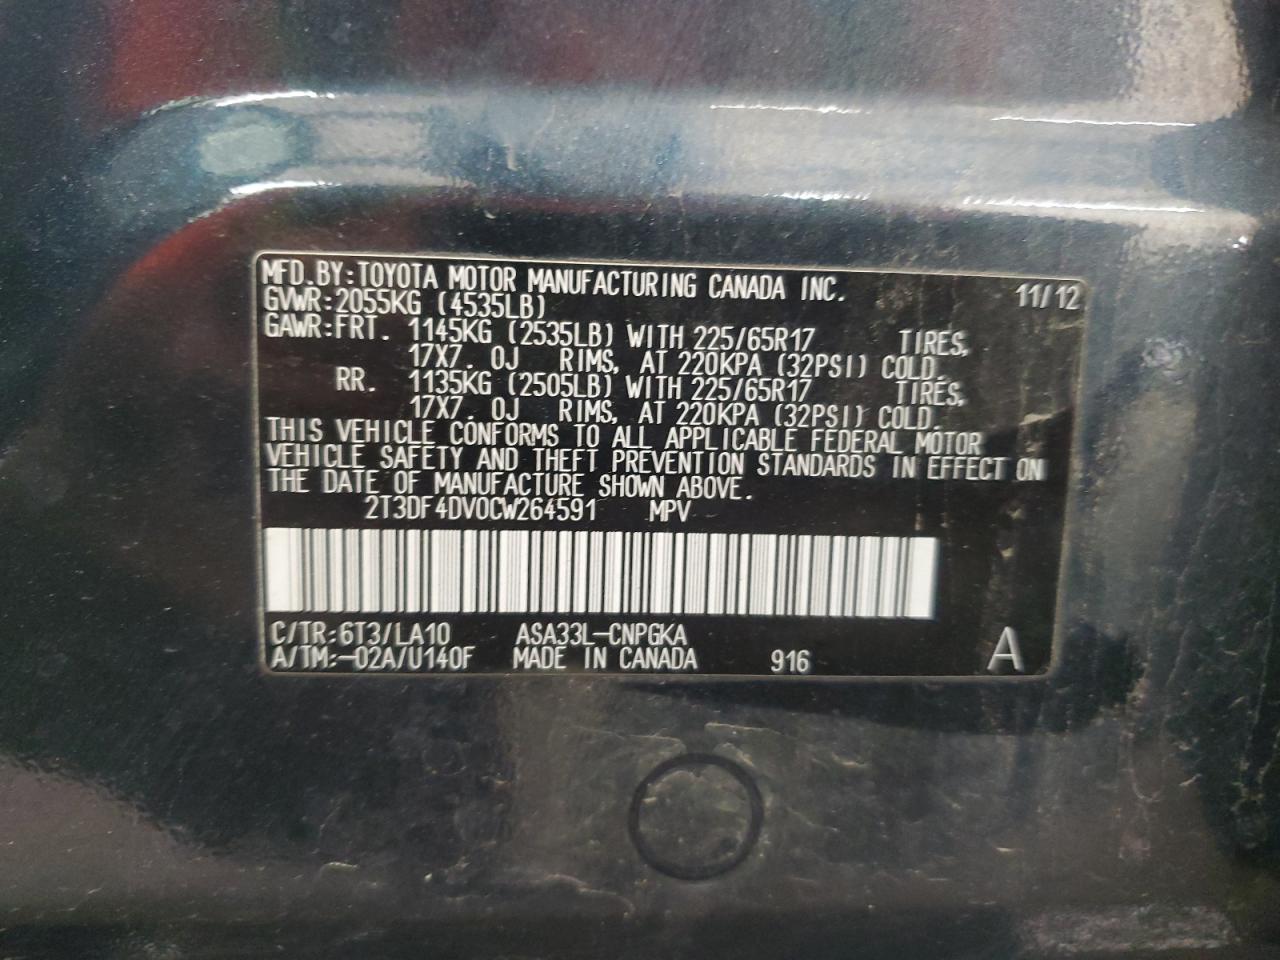 MFD.BY:TOYOTA MOTOR MANUFACTURING CANADA INC. 11/12
GVWR:2055KG (4535LB)
GAWR:FRT. 1145KG (2535LB) WITH 225/65R17 TIRES,
17X7.0J RIMS, AT 220KPA (32PSI) COLD.
RR. 1135KG (2505LB) WITH 225/65R17 TIRES,
17X7.0J RIMS, AT 220KPA (32PSI) COLD.
THIS VEHICLE CONFORMS TO ALL APPLICABLE FEDERAL MOTOR
VEHICLE SAFETY AND THEFT PREVENTION STANDARDS IN EFFECT ON
THE DATE OF MANUFACTURE SHOWN ABOVE.
2T3DF4DV0CW264591 MPV
C/TR:6T3/LA10 ASA33L-CNPGKA
A/TM:-02A/U140F MADE IN CANADA 916 A